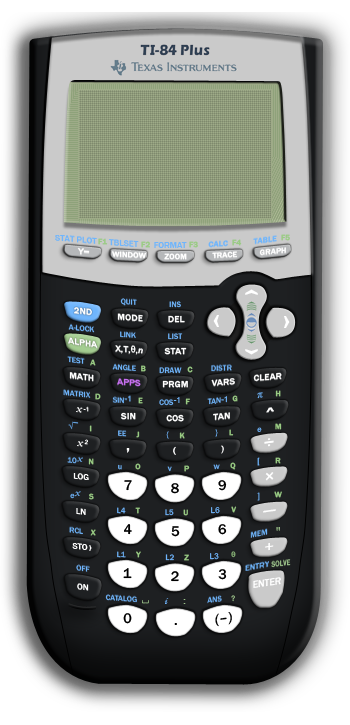 TI-84 Plus
TEXAS INSTRUMENTS
STAT PLOT F1 TBLSET F2 FORMAT F3 CALC F4 TABLE F5
Y= WINDOW ZOOM TRACE GRAPH
QUIT INS
2ND MODE DEL
A-LOCK LINK LIST
ALPHA X,T,θ,n STAT
TEST A ANGLE B DRAW C DISTR
MATH APPS PRGM VARS CLEAR
MATRIX D SIN⁻¹ E COS⁻¹ F TAN⁻¹ G π H
x⁻¹ SIN COS TAN ^
√ I EE J { K } L e M
x² , ( ) ÷
10ˣ N u O v P w Q [ R
LOG 7 8 9 ×
eˣ S L4 T L5 U L6 V ] W
LN 4 5 6 −
RCL X L1 Y L2 Z L3 θ MEM "
STO› 1 2 3 +
OFF CATALOG ⎵ i : ANS ? ENTRY SOLVE
ON 0 . (-) ENTER